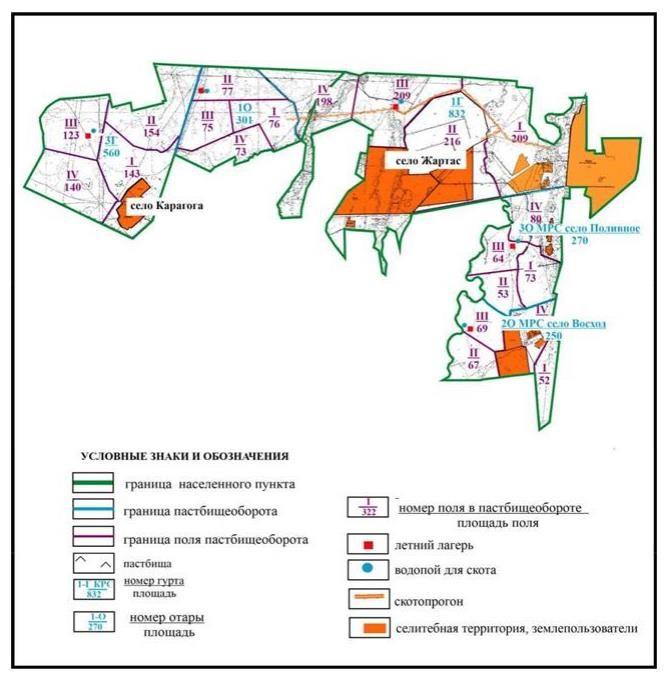 II
77
IV
198
III
209
1Г
832
III
123
3Г
560
II
154
III
75
1О
301
I
76
IV
73
II
216
I
209
село Жартас
IV
140
I
143
село Карагога
IV
80
3О МРС село Поливное
270
III
64
I
73
II
53
IV
2О МРС село Восход
250
III
69
II
67
I
52
УСЛОВНЫЕ ЗНАКИ И ОБОЗНАЧЕНИЯ
граница населенного пункта
граница пастбищеоборота
граница поля пастбищеоборота
пастбища
1-Г КРС
832
номер гурта
площадь
1-О
270
номер отары
площадь
I
322
номер поля в пастбищеобороте
площадь поля
летний лагерь
водопой для скота
скотопрогон
селитебная территория, землепользователи